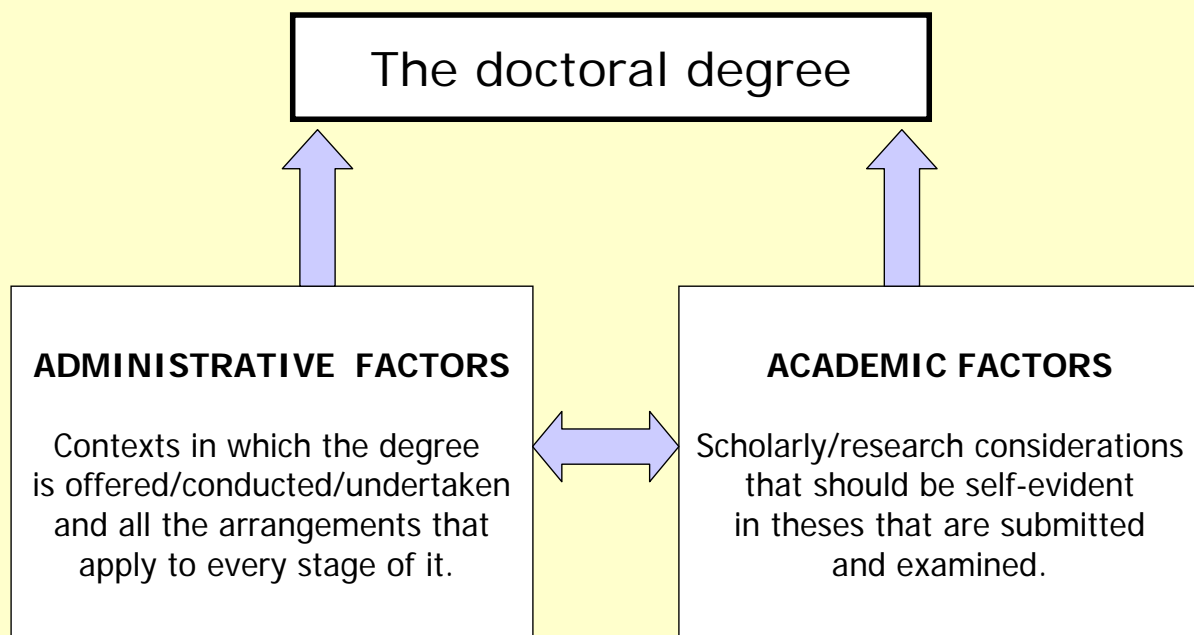 The doctoral degree
ADMINISTRATIVE FACTORS
Contexts in which the degree
is offered/conducted/undertaken
and all the arrangements that
apply to every stage of it.
ACADEMIC FACTORS
Scholarly/research considerations
that should be self-evident
in theses that are submitted
and examined.